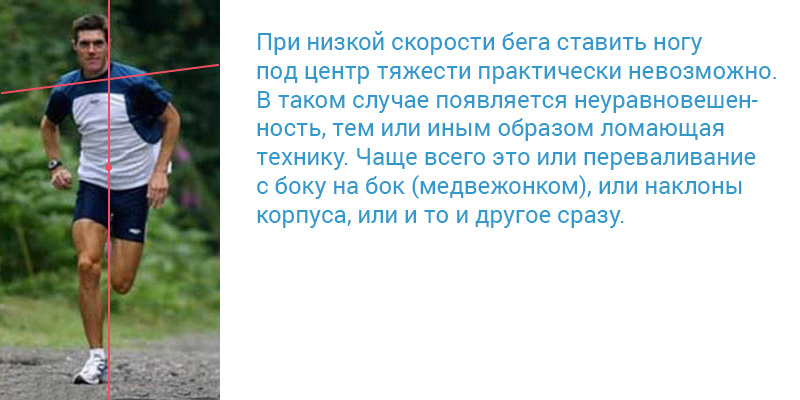 При низкой скорости бега ставить ногу
под центр тяжести практически невозможно.
В таком случае появляется неуравновешен-
ность, тем или иным образом ломающая
технику. Чаще всего это или переваливание
с боку на бок (медвежонком), или наклоны
корпуса, или и то и другое сразу.